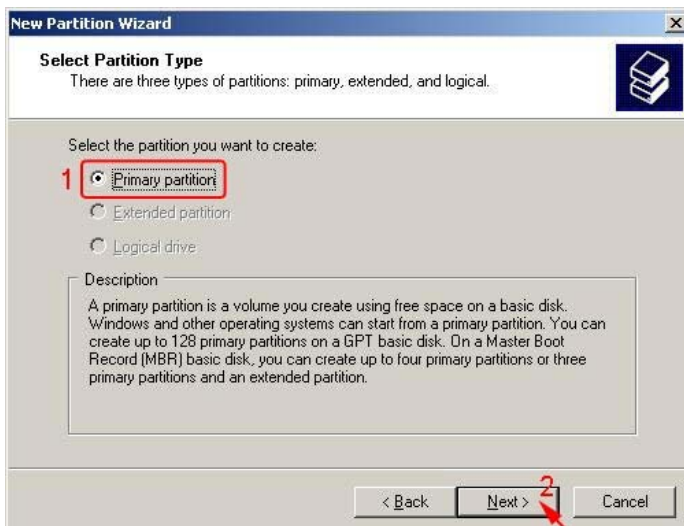 New Partition Wizard
Select Partition Type
There are three types of partitions: primary, extended, and logical.
Select the partition you want to create:
1 Primary partition
Extended partition
Logical drive
Description
A primary partition is a volume you create using free space on a basic disk.
Windows and other operating systems can start from a primary partition. You can
create up to 128 primary partitions on a GPT basic disk. On a Master Boot
Record (MBR) basic disk, you can create up to four primary partitions or three
primary partitions and an extended partition.
< Back Next > 2 Cancel